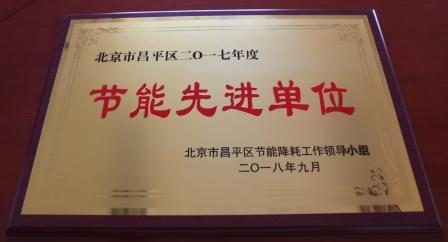 北京市昌平区二〇一七年度
节能先进单位
北京市昌平区节能降耗工作领导小组
二〇一八年九月